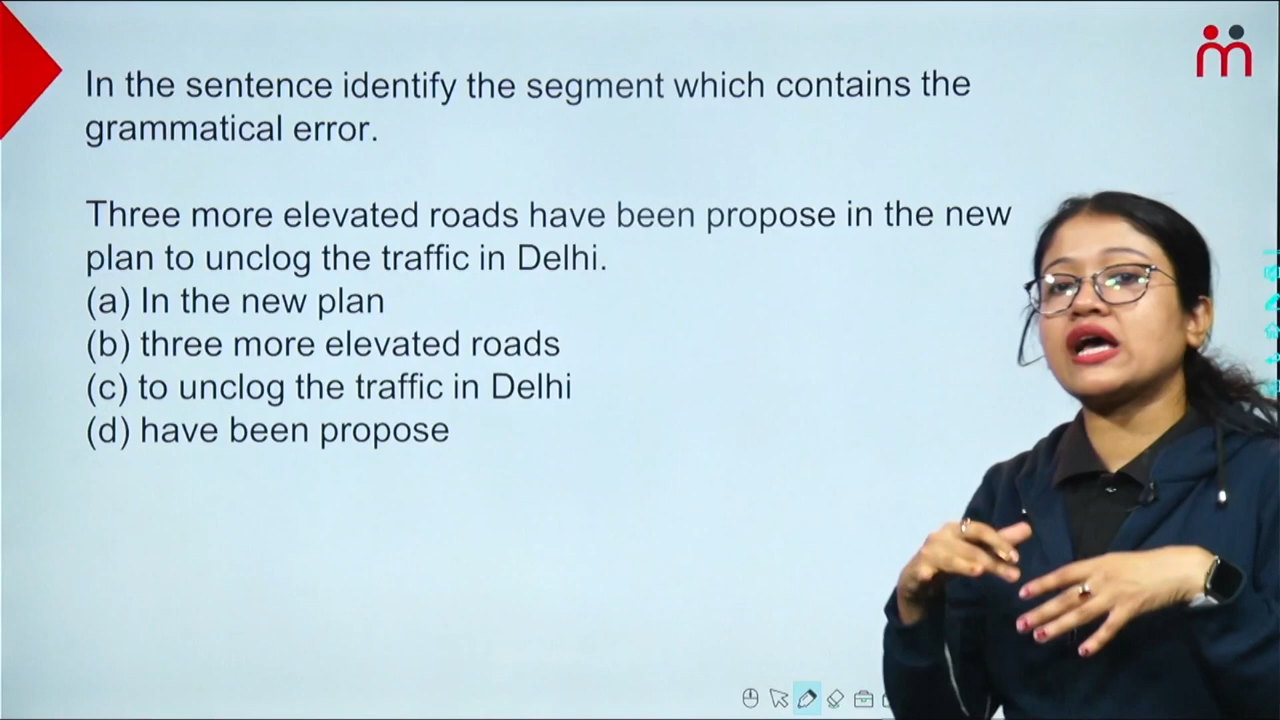 In the sentence identify the segment which contains the
grammatical error.
Three more elevated roads have been propose in the new
plan to unclog the traffic in Delhi.
(a) In the new plan
(b) three more elevated roads
(c) to unclog the traffic in Delhi
(d) have been propose